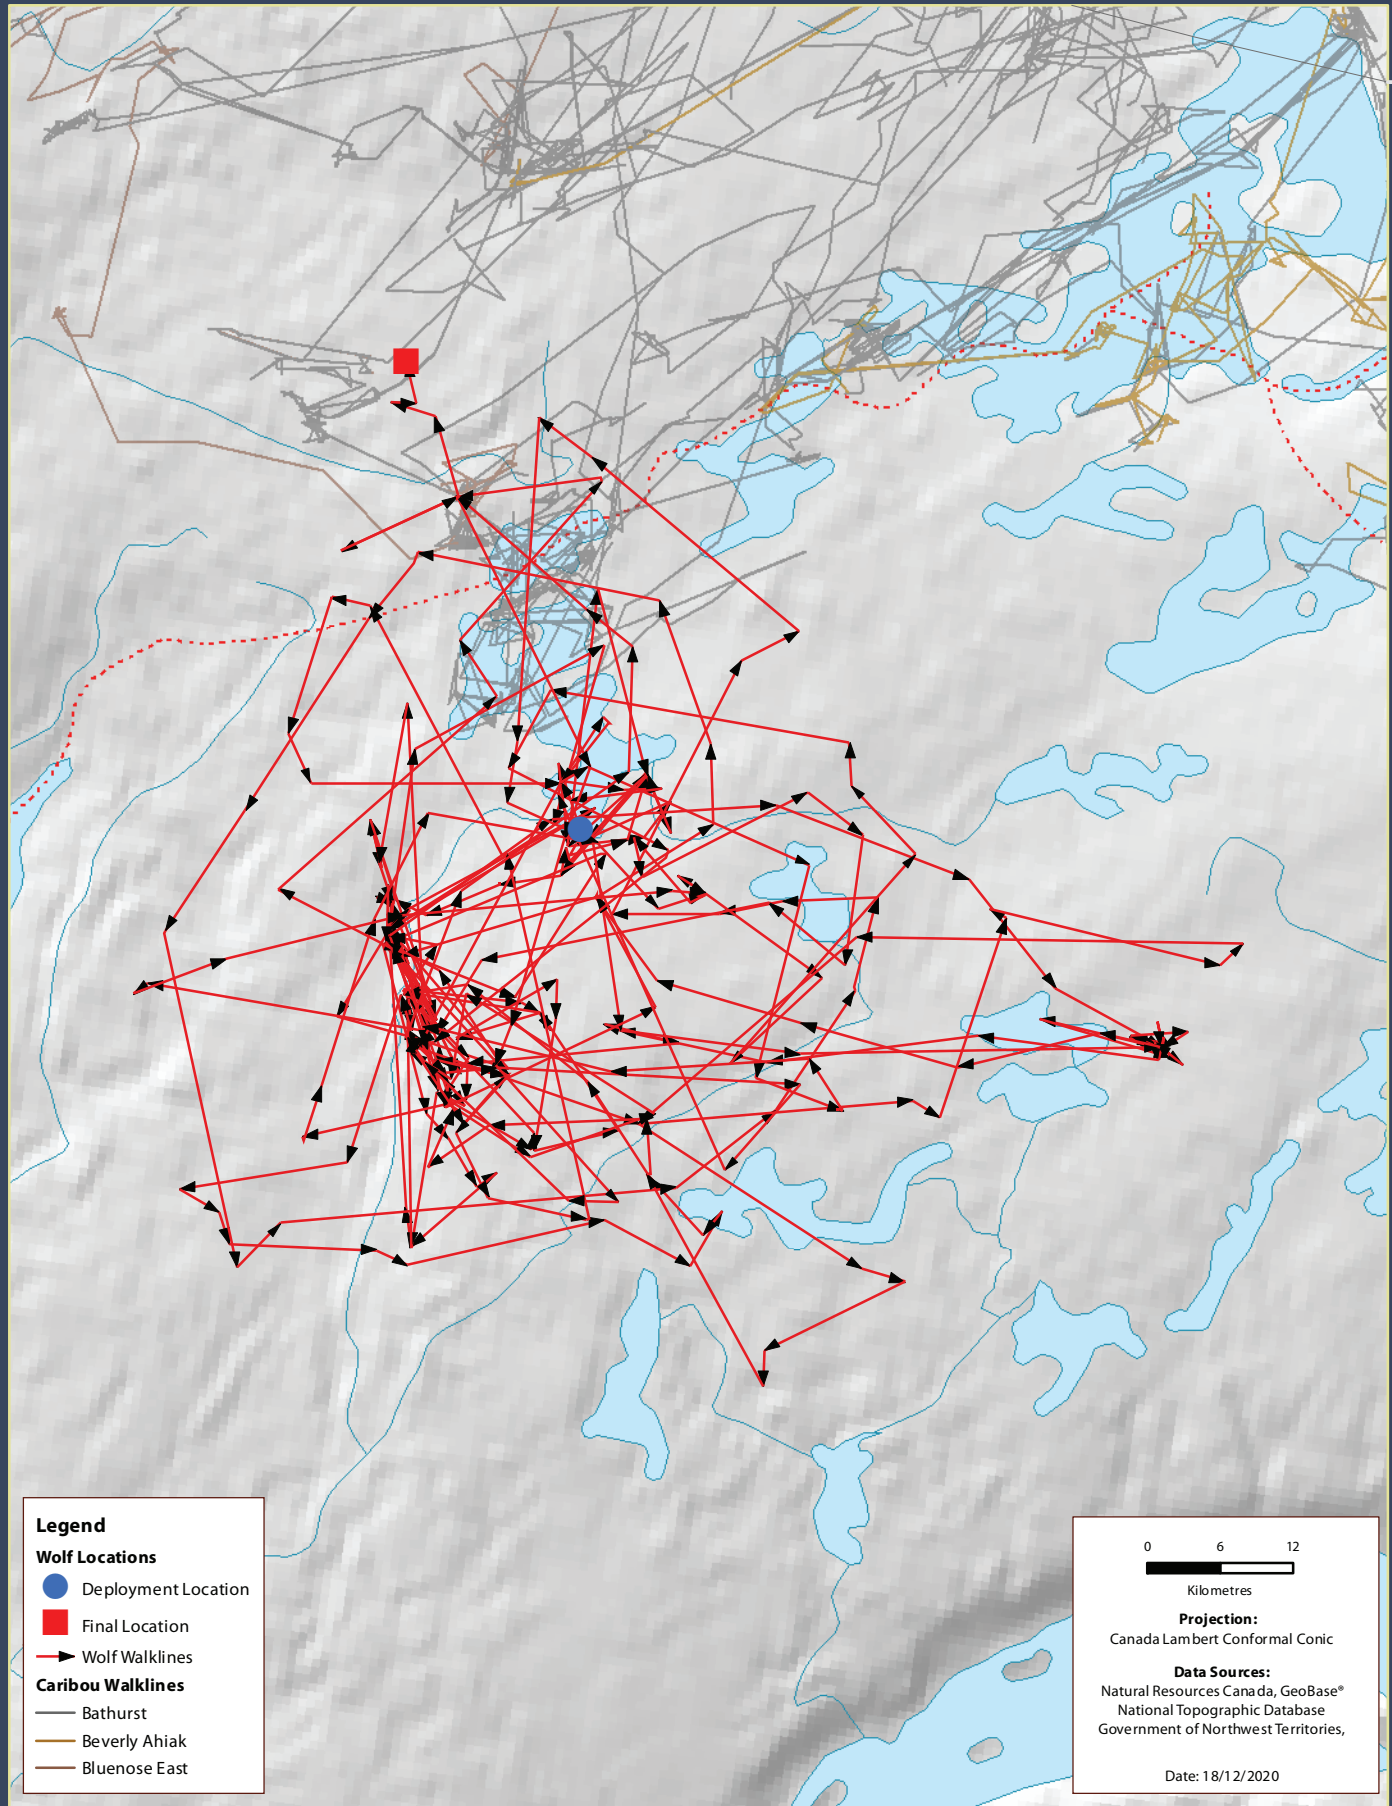 Legend
Wolf Locations
Deployment Location
Final Location
Wolf Walklines
Caribou Walklines
Bathurst
Beverly Ahiak
Bluenose East
0 6 12
Kilometres
Projection:
Canada Lambert Conformal Conic
Data Sources:
Natural Resources Canada, GeoBase®
National Topographic Database
Government of Northwest Territories,
Date: 18/12/2020